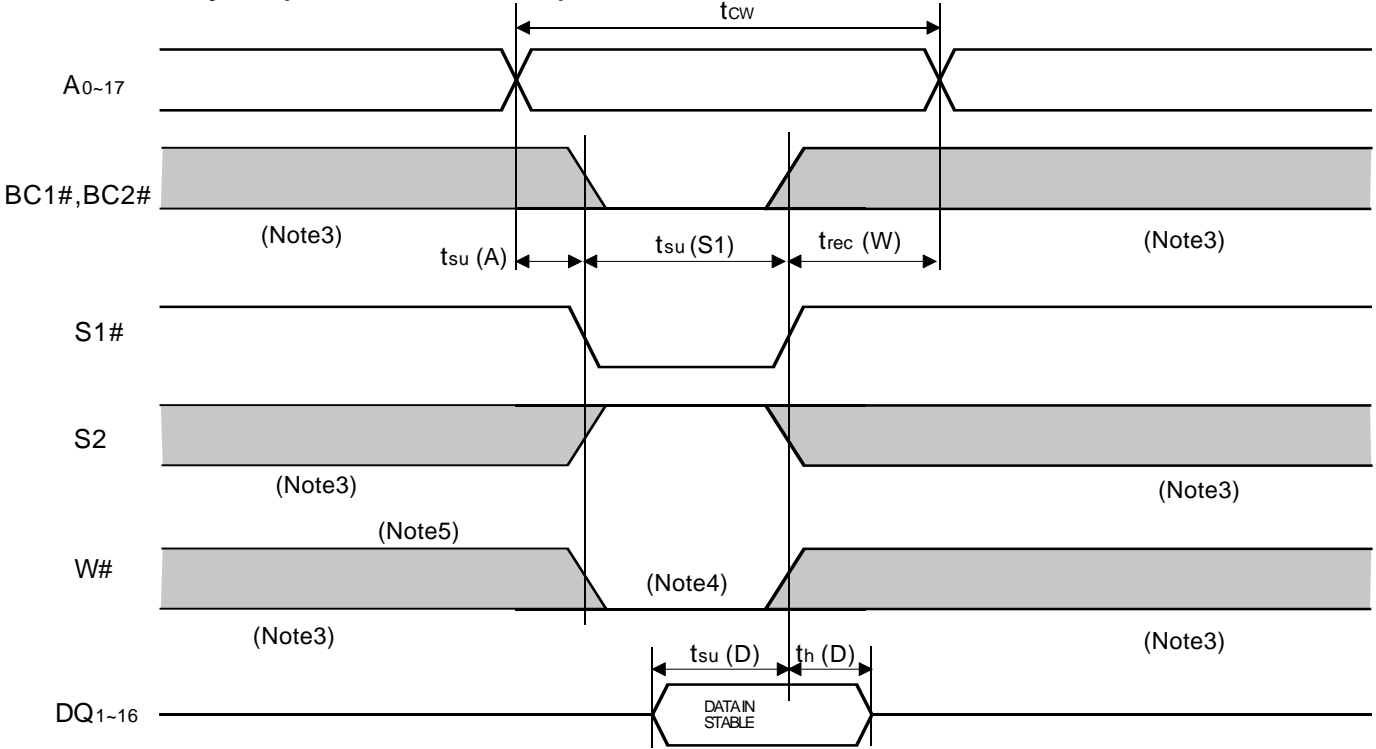 tCW
A0~17
BC1#,BC2#
(Note3)
tsu (A)
tsu (S1)
trec (W)
(Note3)
S1#
S2
(Note3)
(Note3)
(Note5)
W#
(Note4)
(Note3)
(Note3)
tsu (D)
th (D)
DQ1~16
DATA IN
STABLE